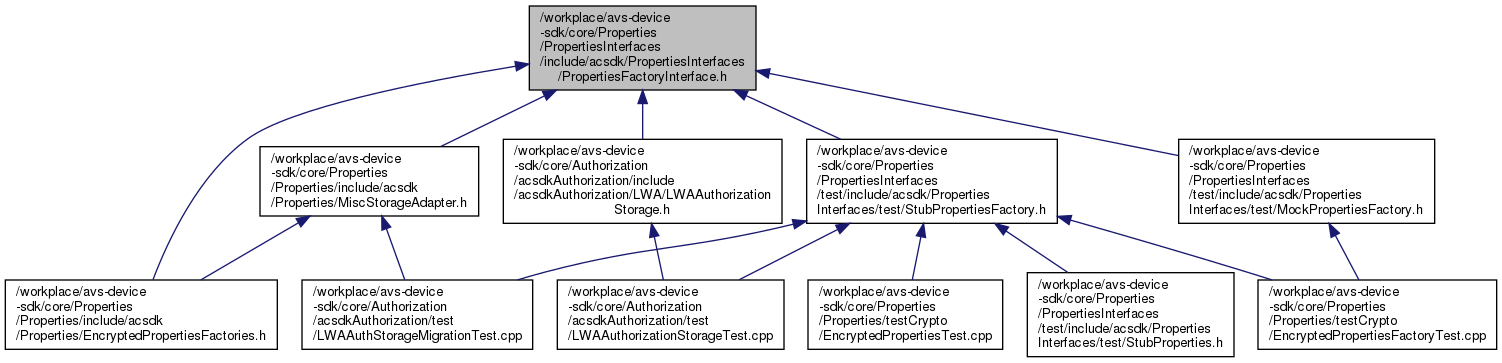 /workplace/avs-device
-sdk/core/Properties
/PropertiesInterfaces
/include/acsdk/PropertiesInterfaces
/PropertiesFactoryInterface.h
/workplace/avs-device
-sdk/core/Properties
/Properties/include/acsdk
/Properties/MiscStorageAdapter.h
/workplace/avs-device
-sdk/core/Authorization
/acsdkAuthorization/include
/acsdkAuthorization/LWA/LWAAuthorization
Storage.h
/workplace/avs-device
-sdk/core/Properties
/PropertiesInterfaces
/test/include/acsdk/Properties
Interfaces/test/StubPropertiesFactory.h
/workplace/avs-device
-sdk/core/Properties
/PropertiesInterfaces
/test/include/acsdk/Properties
Interfaces/test/MockPropertiesFactory.h
/workplace/avs-device
-sdk/core/Properties
/Properties/include/acsdk
/Properties/EncryptedPropertiesFactories.h
/workplace/avs-device
-sdk/core/Authorization
/acsdkAuthorization/test
/LWAAuthStorageMigrationTest.cpp
/workplace/avs-device
-sdk/core/Authorization
/acsdkAuthorization/test
/LWAAuthorizationStorageTest.cpp
/workplace/avs-device
-sdk/core/Properties
/Properties/testCrypto
/EncryptedPropertiesTest.cpp
/workplace/avs-device
-sdk/core/Properties
/PropertiesInterfaces
/test/include/acsdk/Properties
Interfaces/test/StubProperties.h
/workplace/avs-device
-sdk/core/Properties
/Properties/testCrypto
/EncryptedPropertiesFactoryTest.cpp